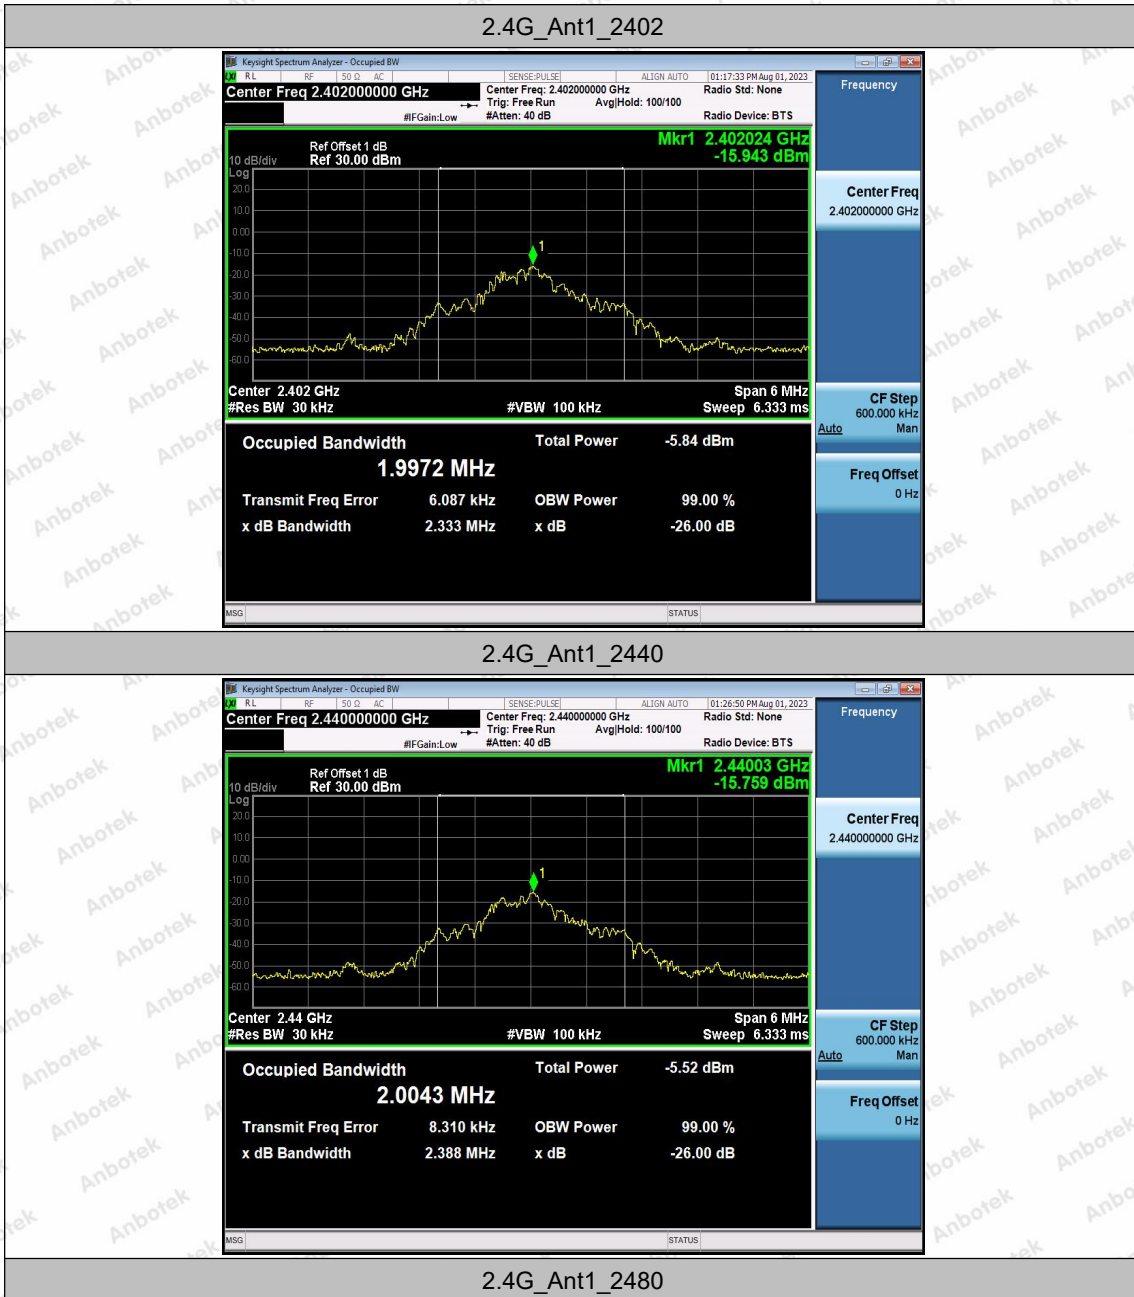 2.4G_Ant1_2402
Keysight Spectrum Analyzer - Occupied BW
LXI RL RF 50 Ω AC SENSE:PULSE ALIGN AUTO 01:17:33 PM Aug 01, 2023
Center Freq 2.402000000 GHz Center Freq: 2.402000000 GHz Radio Std: None
Trig: Free Run Avg|Hold: 100/100
#IFGain:Low #Atten: 40 dB Radio Device: BTS
Mkr1 2.402024 GHz
-15.943 dBm
Ref Offset 1 dB
10 dB/div Ref 30.00 dBm
Log
20.0
10.0
0.00
-10.0
-20.0
-30.0
-40.0
-50.0
-60.0
1
Center 2.402 GHz Span 6 MHz
#Res BW 30 kHz #VBW 100 kHz Sweep 6.333 ms
Occupied Bandwidth Total Power -5.84 dBm
1.9972 MHz
Transmit Freq Error 6.087 kHz OBW Power 99.00 %
x dB Bandwidth 2.333 MHz x dB -26.00 dB
MSG STATUS
Frequency
Center Freq
2.402000000 GHz
CF Step
600.000 kHz
Auto Man
Freq Offset
0 Hz
2.4G_Ant1_2440
Keysight Spectrum Analyzer - Occupied BW
LXI RL RF 50 Ω AC SENSE:PULSE ALIGN AUTO 01:26:50 PM Aug 01, 2023
Center Freq 2.440000000 GHz Center Freq: 2.440000000 GHz Radio Std: None
Trig: Free Run Avg|Hold: 100/100
#IFGain:Low #Atten: 40 dB Radio Device: BTS
Mkr1 2.44003 GHz
-15.759 dBm
Ref Offset 1 dB
10 dB/div Ref 30.00 dBm
Log
20.0
10.0
0.00
-10.0
-20.0
-30.0
-40.0
-50.0
-60.0
1
Center 2.44 GHz Span 6 MHz
#Res BW 30 kHz #VBW 100 kHz Sweep 6.333 ms
Occupied Bandwidth Total Power -5.52 dBm
2.0043 MHz
Transmit Freq Error 8.310 kHz OBW Power 99.00 %
x dB Bandwidth 2.388 MHz x dB -26.00 dB
MSG STATUS
Frequency
Center Freq
2.440000000 GHz
CF Step
600.000 kHz
Auto Man
Freq Offset
0 Hz
2.4G_Ant1_2480
Anbotek